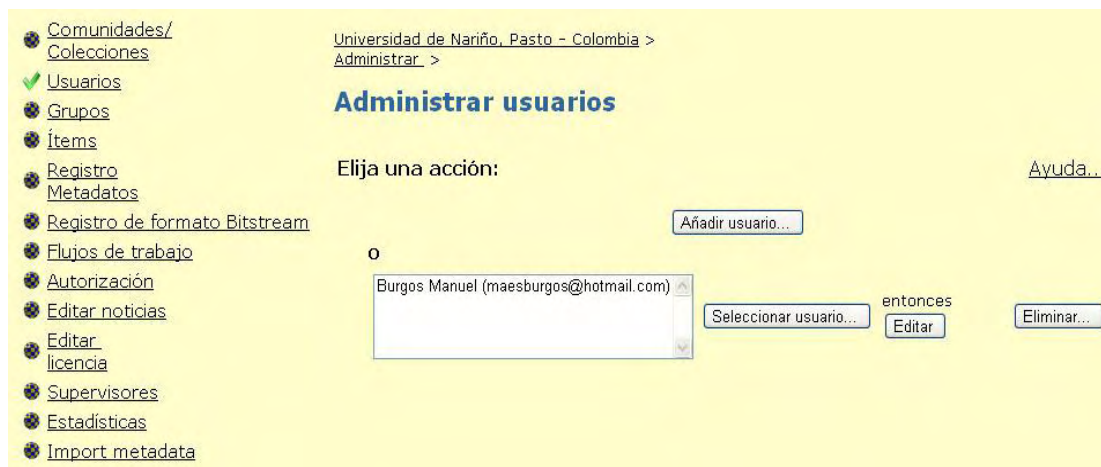 Comunidades/
Colecciones
Usuarios
Grupos
Ítems
Registro
Metadatos
Registro de formato Bitstream
Flujos de trabajo
Autorización
Editar noticias
Editar
licencia
Supervisores
Estadísticas
Import metadata
Universidad de Nariño, Pasto - Colombia >
Administrar >
Administrar usuarios
Elija una acción:
Ayuda...
Añadir usuario...
o
Burgos Manuel (maesburgos@hotmail.com)
Seleccionar usuario...
entonces
Editar
Eliminar...